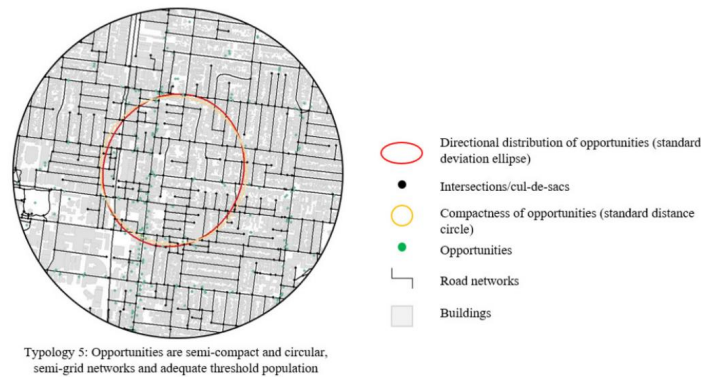 Directional distribution of opportunities (standard
deviation ellipse)
Intersections/cul-de-sacs
Compactness of opportunities (standard distance
circle)
Opportunities
Road networks
Buildings
Typology 5: Opportunities are semi-compact and circular,
semi-grid networks and adequate threshold population